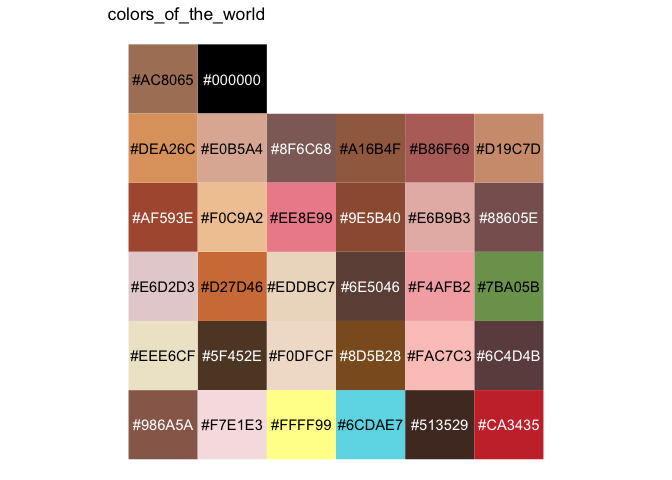 colors_of_the_world
#AC8065 #000000
#DEA26C #E0B5A4 #8F6C68 #A16B4F #B86F69 #D19C7D
#AF593E #F0C9A2 #EE8E99 #9E5B40 #E6B9B3 #88605E
#E6D2D3 #D27D46 #EDDBC7 #6E5046 #F4AFB2 #7BA05B
#EEE6CF #5F452E #F0DFCF #8D5B28 #FAC7C3 #6C4D4B
#986A5A #F7E1E3 #FFFF99 #6CDAE7 #513529 #CA3435